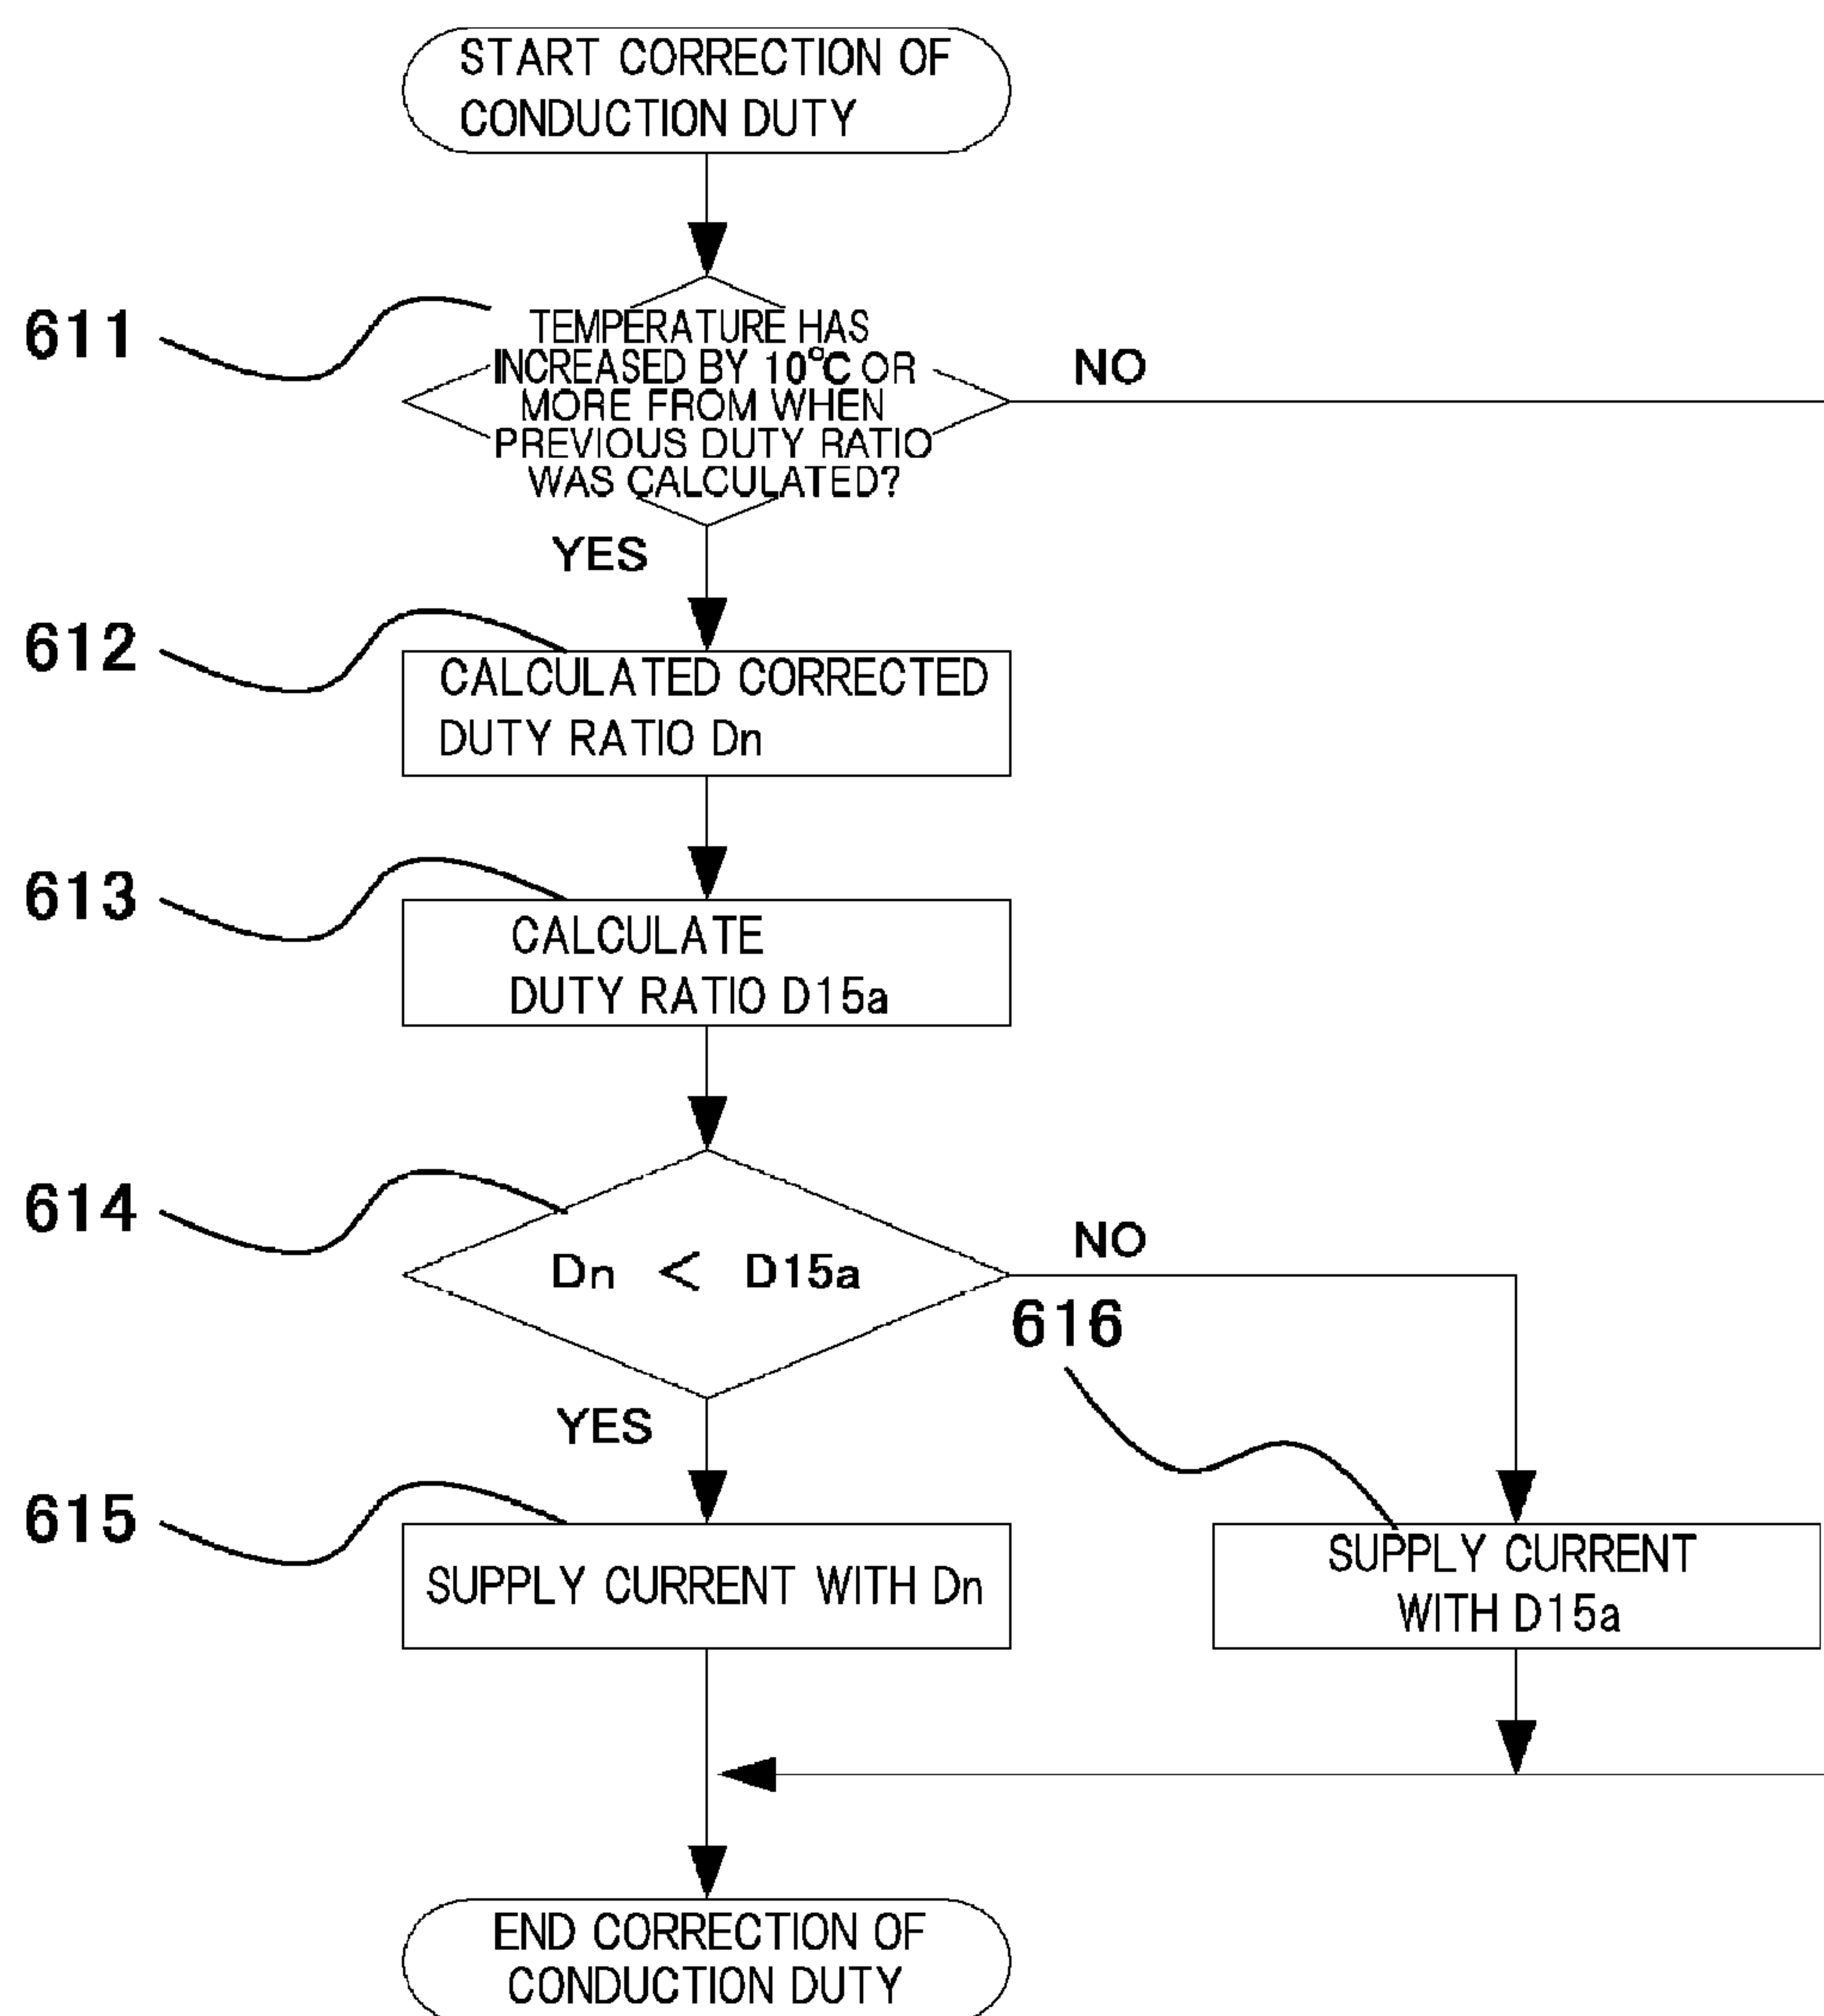 START CORRECTION OF
CONDUCTION DUTY
611
TEMPERATURE HAS
INCREASED BY 10°C OR
MORE FROM WHEN
PREVIOUS DUTY RATIO
WAS CALCULATED?
NO
YES
612
CALCULATED CORRECTED
DUTY RATIO Dn
613
CALCULATE
DUTY RATIO D15a
614
Dn < D15a
NO
616
YES
615
SUPPLY CURRENT WITH Dn
SUPPLY CURRENT
WITH D15a
END CORRECTION OF
CONDUCTION DUTY